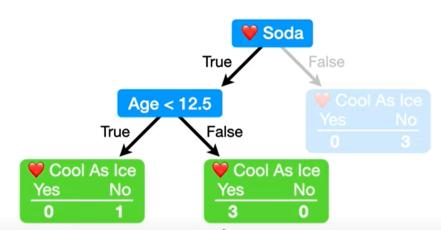 ❤️ Soda
True
False
Age < 12.5
❤️ Cool As Ice
Yes No
0 3
True
False
❤️ Cool As Ice
Yes No
0 1
❤️ Cool As Ice
Yes No
3 0